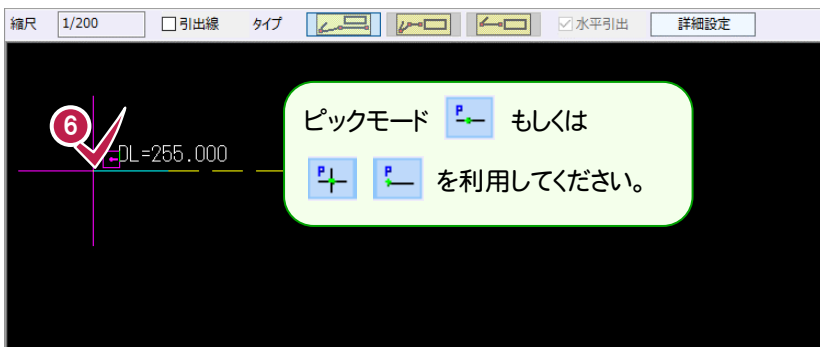 縮尺 1/200 引出線 タイプ 水平引出 詳細設定
6
DL=255.000
ピックモード P もしくは
P P を利用してください。